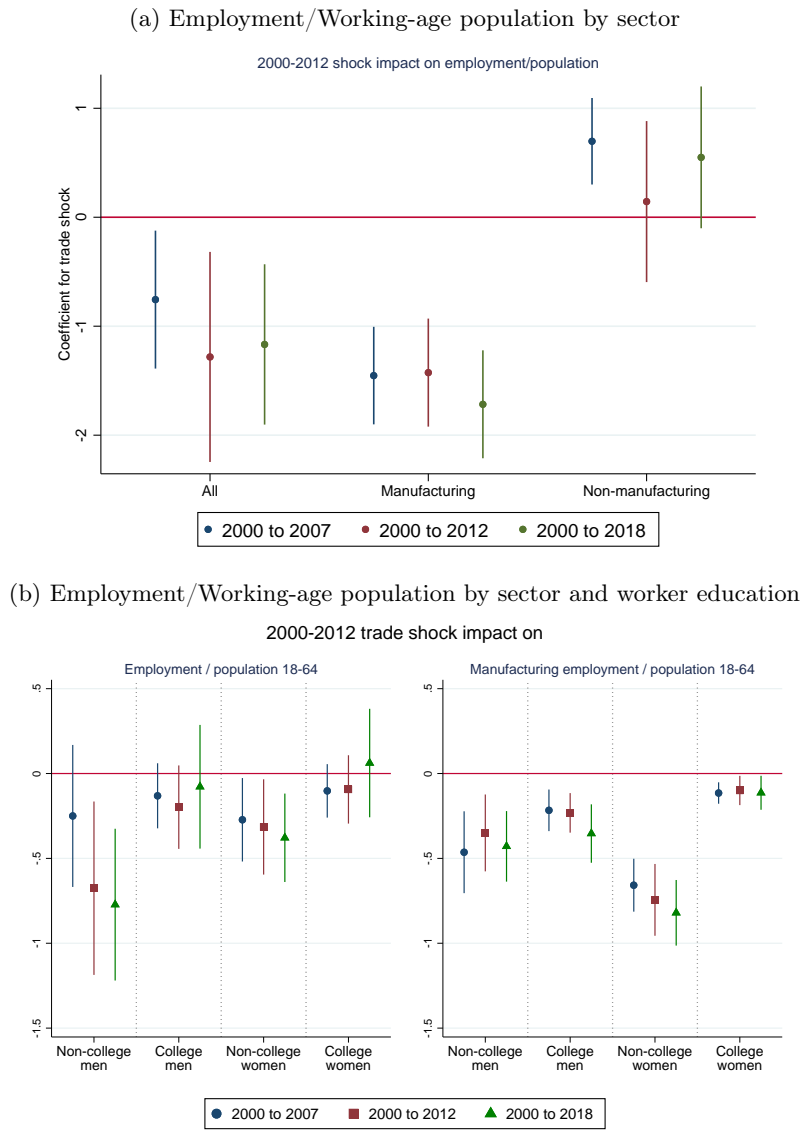 (a) Employment/Working-age population by sector
2000-2012 shock impact on employment/population
Coefficient for trade shock
1
0
-1
-2
All Manufacturing Non-manufacturing
2000 to 2007 2000 to 2012 2000 to 2018
(b) Employment/Working-age population by sector and worker education
2000-2012 trade shock impact on
Employment / population 18-64
.5
0
-.5
-1
-1.5
Non-college men
College men
Non-college women
College women
Manufacturing employment / population 18-64
.5
0
-.5
-1
-1.5
Non-college men
College men
Non-college women
College women
2000 to 2007 2000 to 2012 2000 to 2018